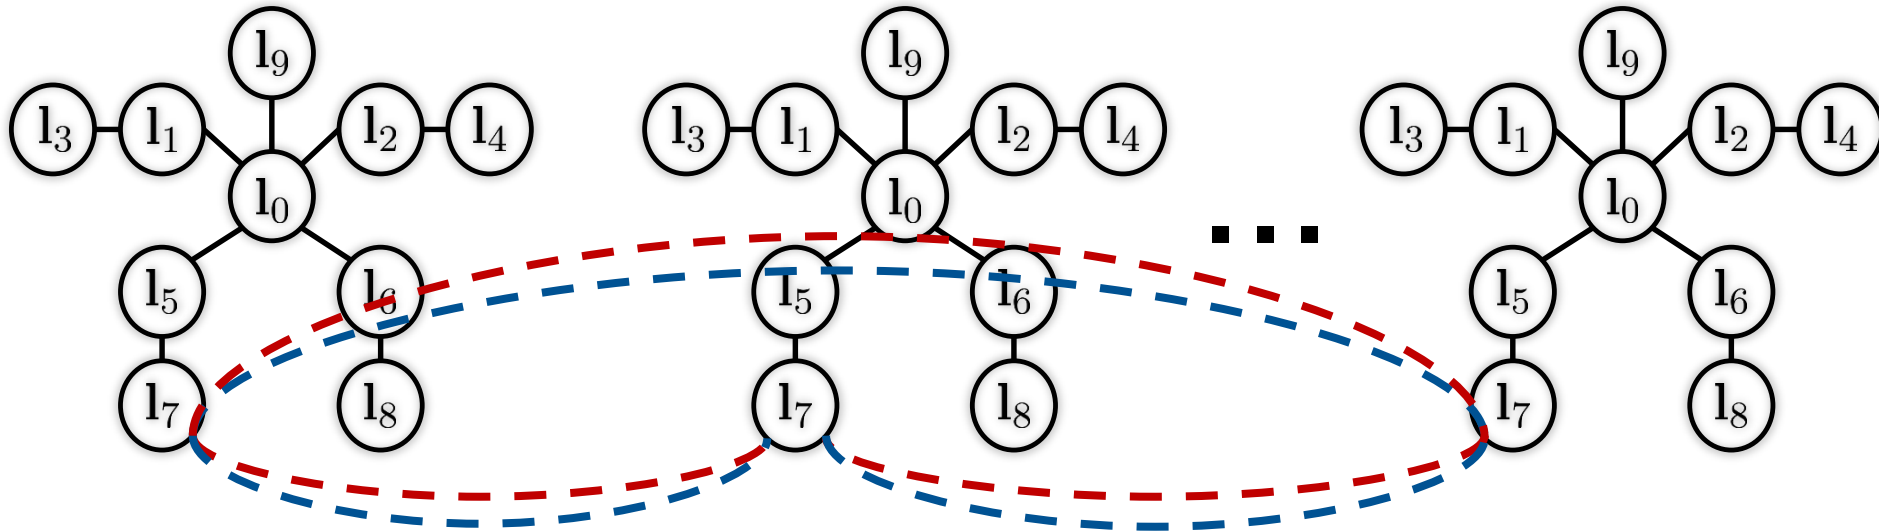 l₉ l₉ l₉
l₃ l₁ l₂ l₄ l₃ l₁ l₂ l₄ l₃ l₁ l₂ l₄
l₀ l₀ l₀
l₅ l₆ l₅ l₆ l₅ l₆
l₇ l₈ l₇ l₈ l₇ l₈